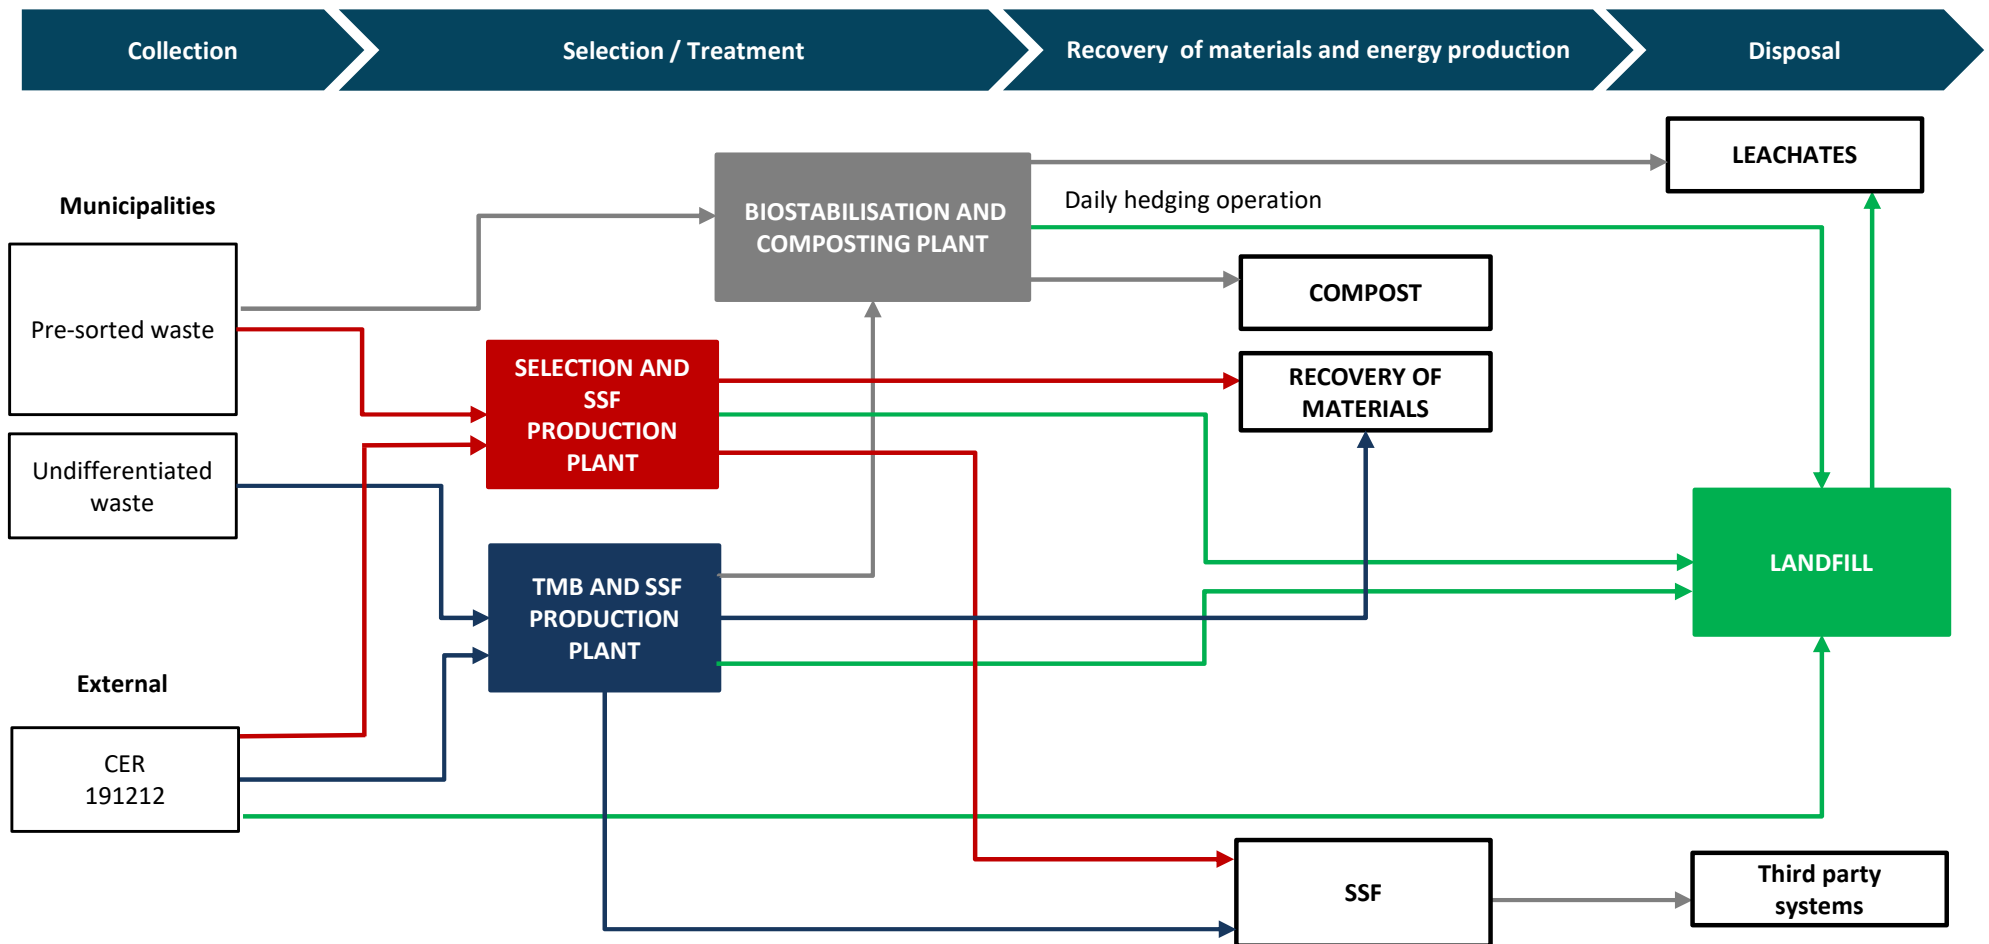 Collection
Selection / Treatment
Recovery of materials and energy production
Disposal
Municipalities
Pre-sorted waste
Undifferentiated
waste
External
CER
191212
BIOSTABILISATION AND
COMPOSTING PLANT
SELECTION AND
SSF
PRODUCTION
PLANT
TMB AND SSF
PRODUCTION
PLANT
Daily hedging operation
COMPOST
RECOVERY OF
MATERIALS
SSF
LEACHATES
LANDFILL
Third party
systems